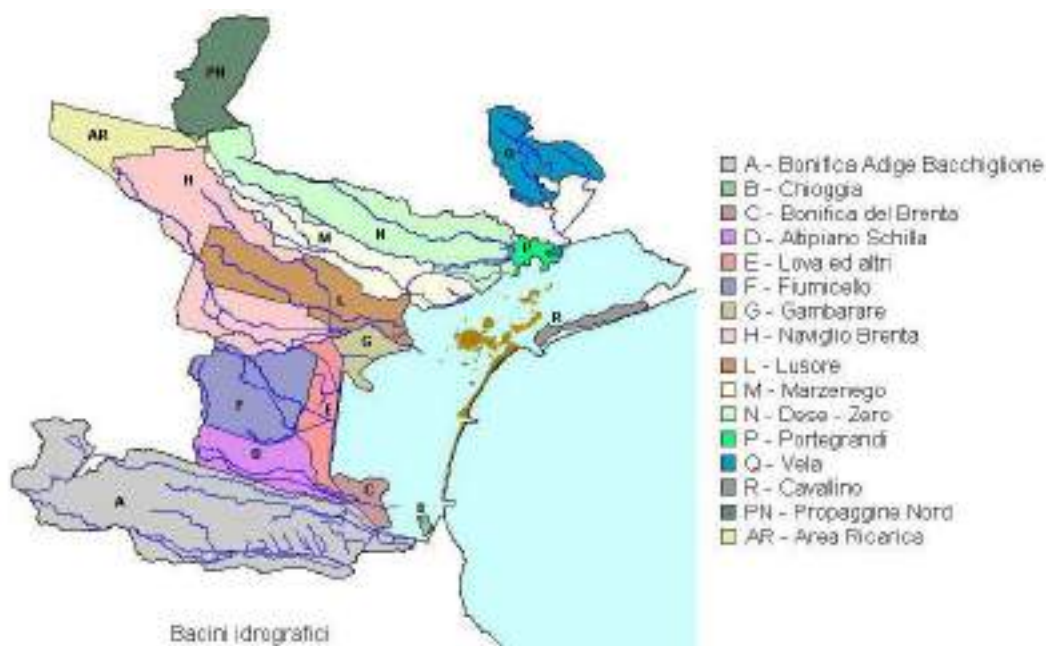 PN
AR
Q
H
N
M
P
L
R
G
F
E
D
A
C
B
A - Bonifica Adige Bacchiglione
B - Chioggia
C - Bonifica del Brenta
D - Altipiano Schilla
E - Lova ed altri
F - Fiumicello
G - Gambarare
H - Naviglio Brenta
L - Lusore
M - Marzenego
N - Dese - Zero
P - Portegrandi
Q - Vela
R - Cavallino
PN - Propaggine Nord
AR - Area Ricarica
Bacini idrografici